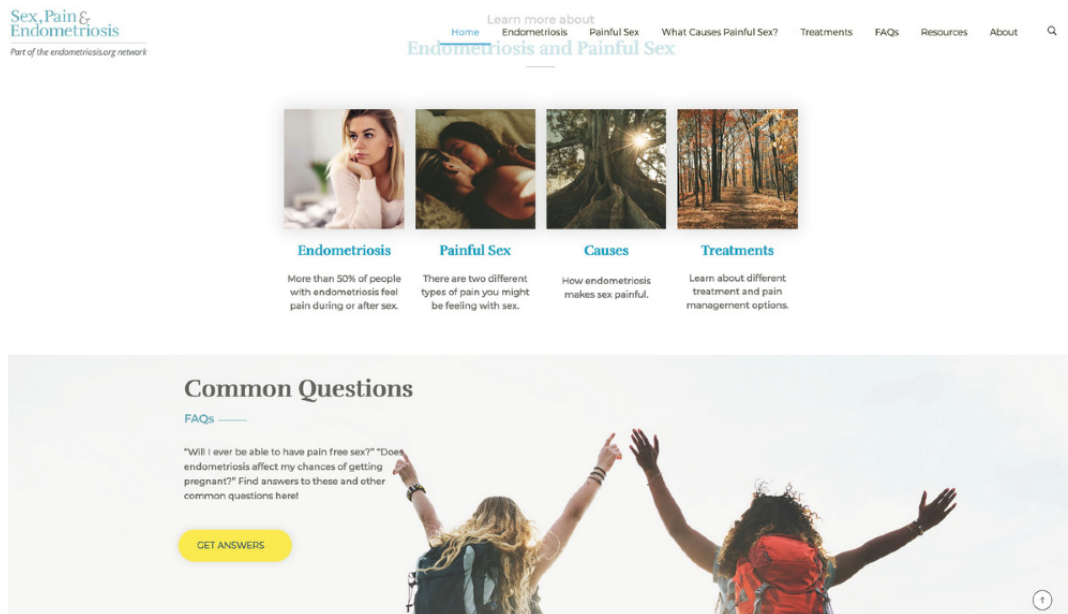 Sex, Pain &
Endometriosis
Part of the endometriosis.org network
Learn more about
Home Endometriosis Painful Sex What Causes Painful Sex? Treatments FAQs Resources About
Endometriosis and Painful Sex
Endometriosis
More than 50% of people
with endometriosis feel
pain during or after sex.
Painful Sex
There are two different
types of pain you might
be feeling with sex.
Causes
How endometriosis
makes sex painful.
Treatments
Learn about different
treatment and pain
management options.
Common Questions
FAQs
"Will I ever be able to have pain free sex?" "Does
endometriosis affect my chances of getting
pregnant?" Find answers to these and other
common questions here!
GET ANSWERS